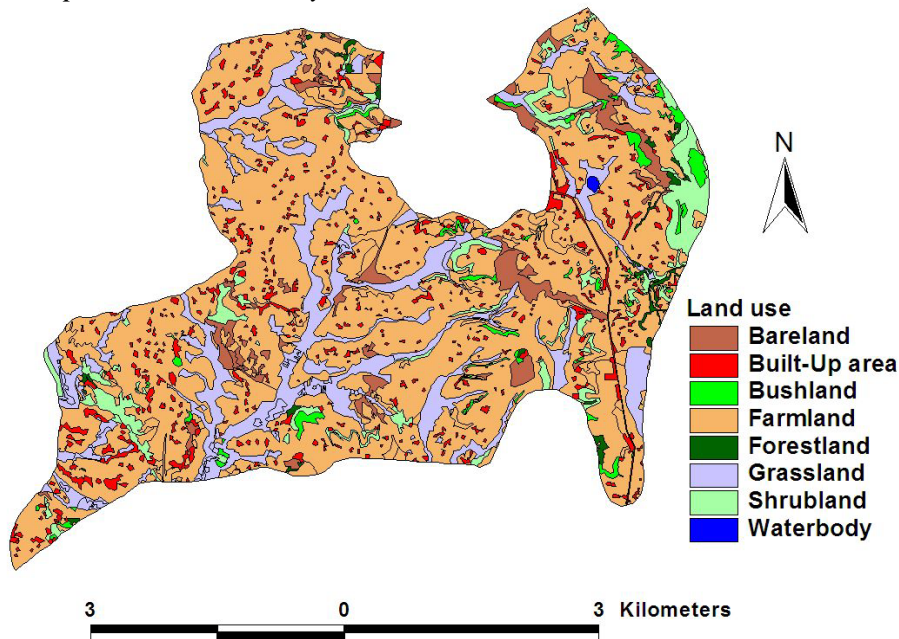 N
Land use
Bareland
Built-Up area
Bushland
Farmland
Forestland
Grassland
Shrubland
Waterbody
3 0 3 Kilometers